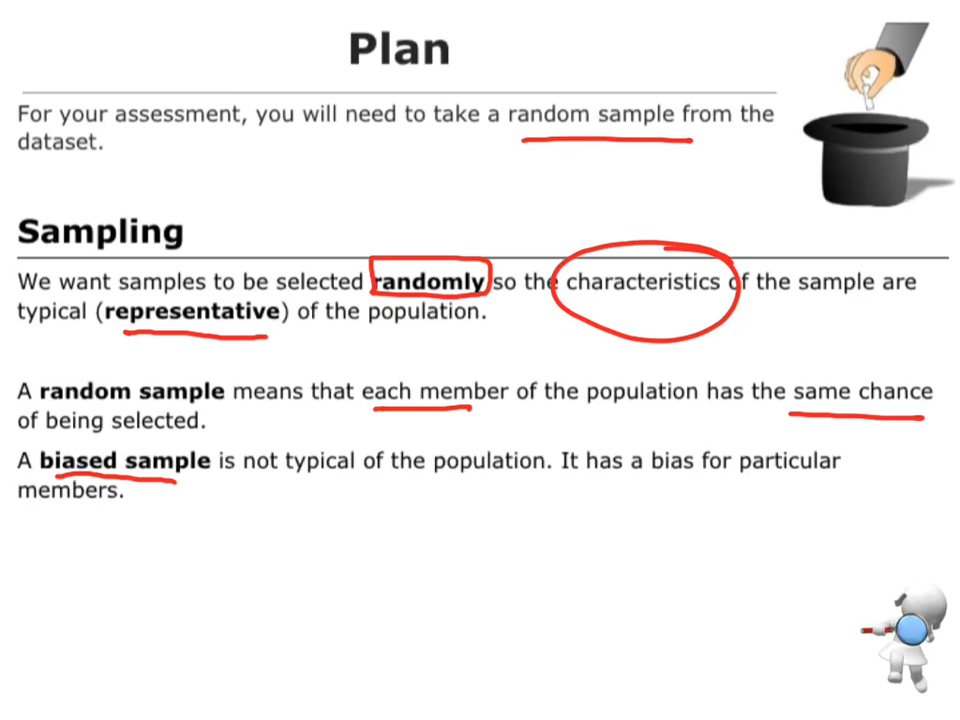 Plan
For your assessment, you will need to take a random sample from the
dataset.
Sampling
We want samples to be selected randomly so the characteristics of the sample are
typical (representative) of the population.
A random sample means that each member of the population has the same chance
of being selected.
A biased sample is not typical of the population. It has a bias for particular
members.